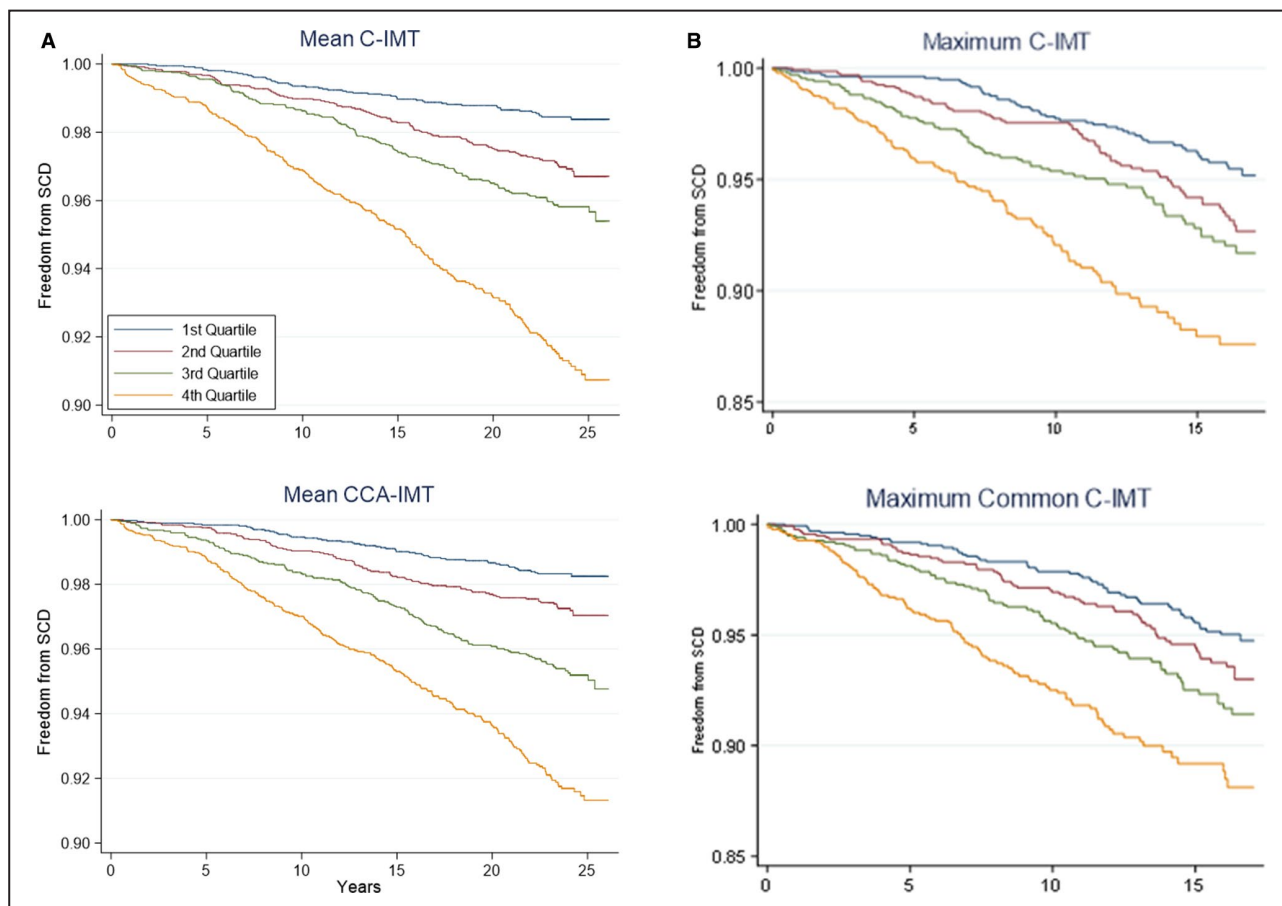 A
Mean C-IMT
Freedom from SCD
1.00
0.98
0.96
0.94
0.92
0.90
1st Quartile
2nd Quartile
3rd Quartile
4th Quartile
0 5 10 15 20 25
B
Maximum C-IMT
Freedom from SCD
1.00
0.95
0.90
0.85
0 5 10 15
Mean CCA-IMT
Freedom from SCD
1.00
0.98
0.96
0.94
0.92
0.90
0 5 10 15 20 25
Years
Maximum Common C-IMT
Freedom from SCD
1.00
0.95
0.90
0.85
0 5 10 15